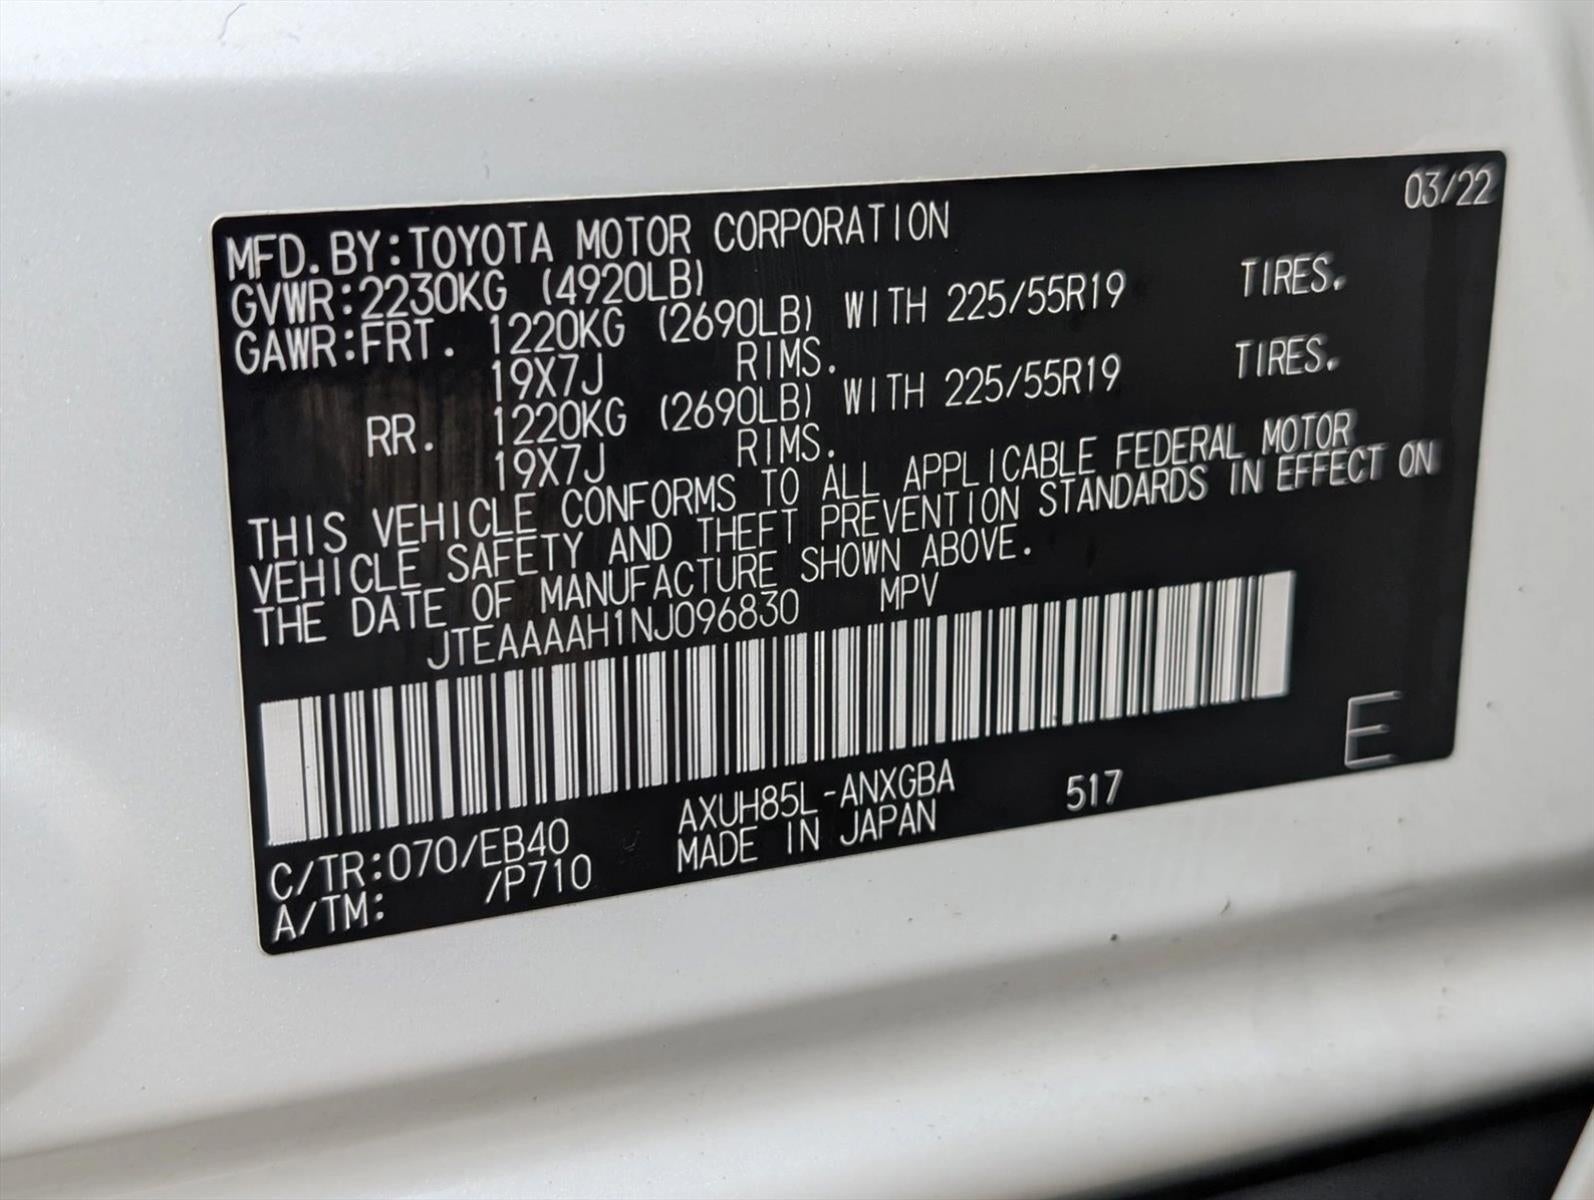 03/22
MFD.BY:TOYOTA MOTOR CORPORATION
GVWR:2230KG (4920LB)
GAWR:FRT. 1220KG (2690LB) WITH 225/55R19 TIRES.
19X7J RIMS.
RR. 1220KG (2690LB) WITH 225/55R19 TIRES.
19X7J RIMS.
THIS VEHICLE CONFORMS TO ALL APPLICABLE FEDERAL MOTOR
VEHICLE SAFETY AND THEFT PREVENTION STANDARDS IN EFFECT ON
THE DATE OF MANUFACTURE SHOWN ABOVE.
JTEAAAAH1NJ096830 MPV
E
C/TR:070/EB40 AXUH85L-ANXGBA 517
A/TM: /P710 MADE IN JAPAN